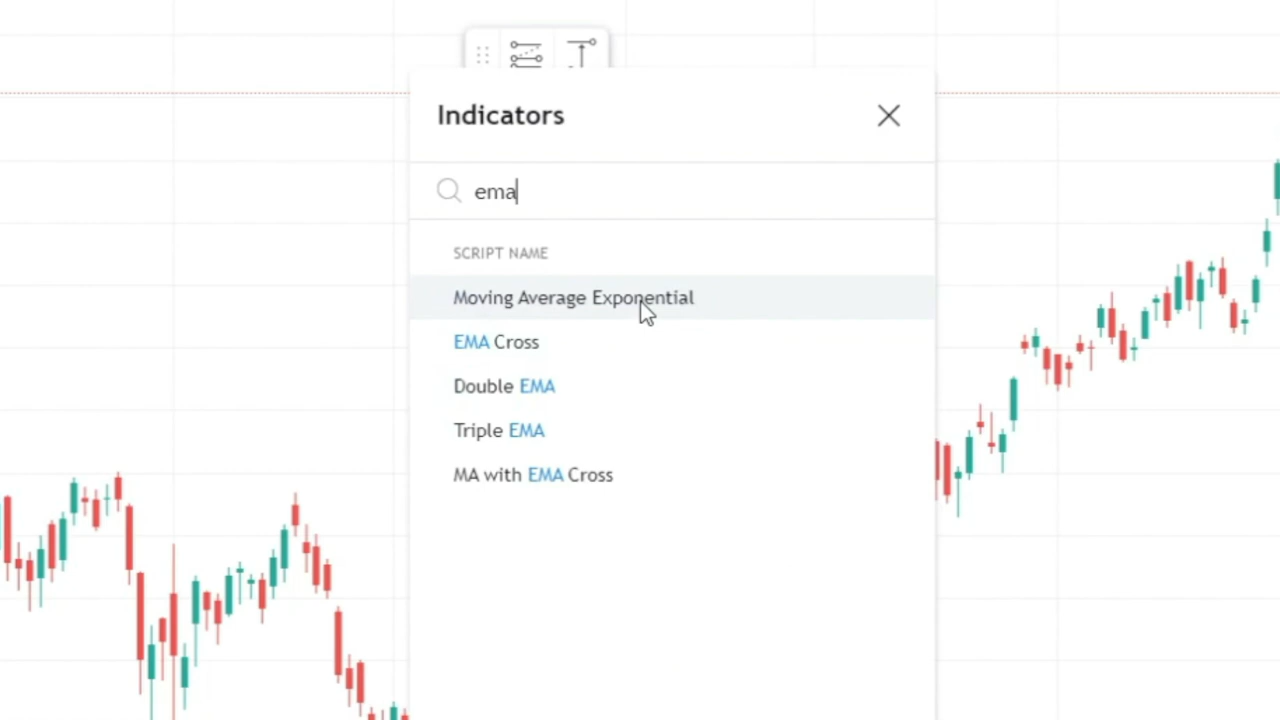 Indicators
ema
SCRIPT NAME
Moving Average Exponential
EMA Cross
Double EMA
Triple EMA
MA with EMA Cross